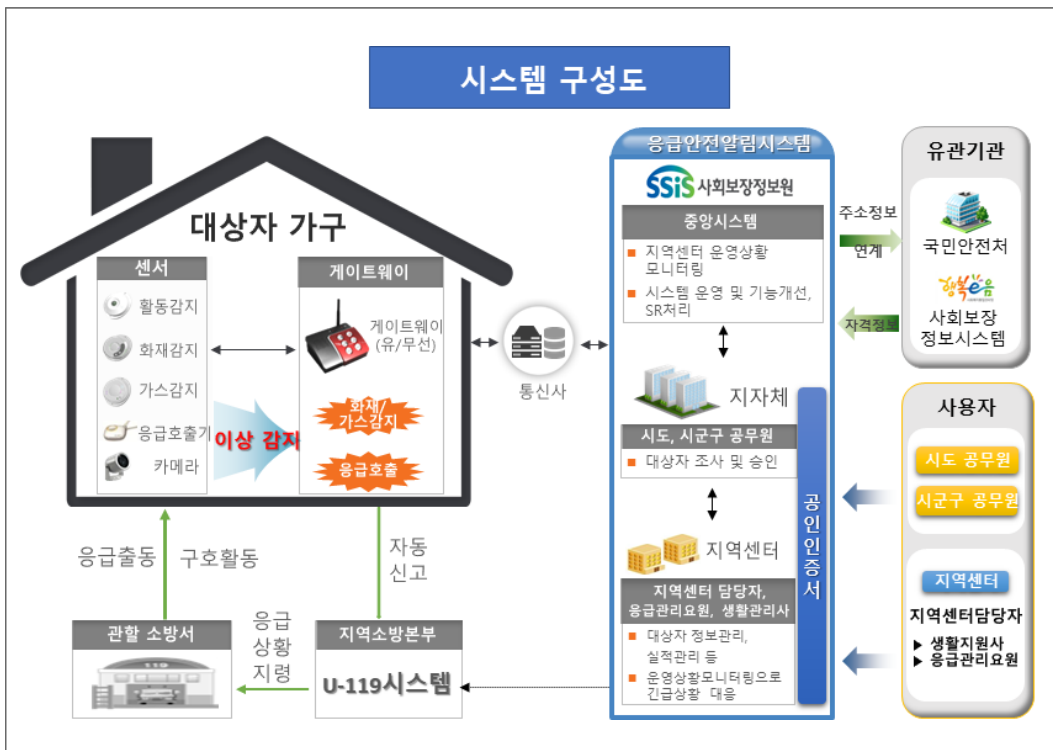 시스템 구성도
대상자 가구
센서
활동감지
화재감지
가스감지
응급호출기
카메라
이상 감지
게이트웨이
게이트웨이
(유/무선)
화재/
가스감지
응급호출
통신사
응급출동
구호활동
자동
신고
관할 소방서
119
응급
상황
지령
지역소방본부
U-119시스템
응급안전알림시스템
SSiS 사회보장정보원
중앙시스템
■ 지역센터 운영상황
모니터링
■ 시스템 운영 및 기능개선,
SR처리
지자체
시도, 시군구 공무원
■ 대상자 조사 및 승인
지역센터
지역센터 담당자,
응급관리요원, 생활관리사
■ 대상자 정보관리,
실적관리 등
■ 운영상황모니터링으로
긴급상황 대응
공인인증서
주소정보
연계
자격정보
유관기관
국민안전처
행복e음
사회보장
정보시스템
사용자
시도 공무원
시군구 공무원
지역센터
지역센터담당자
▶ 생활지원사
▶ 응급관리요원